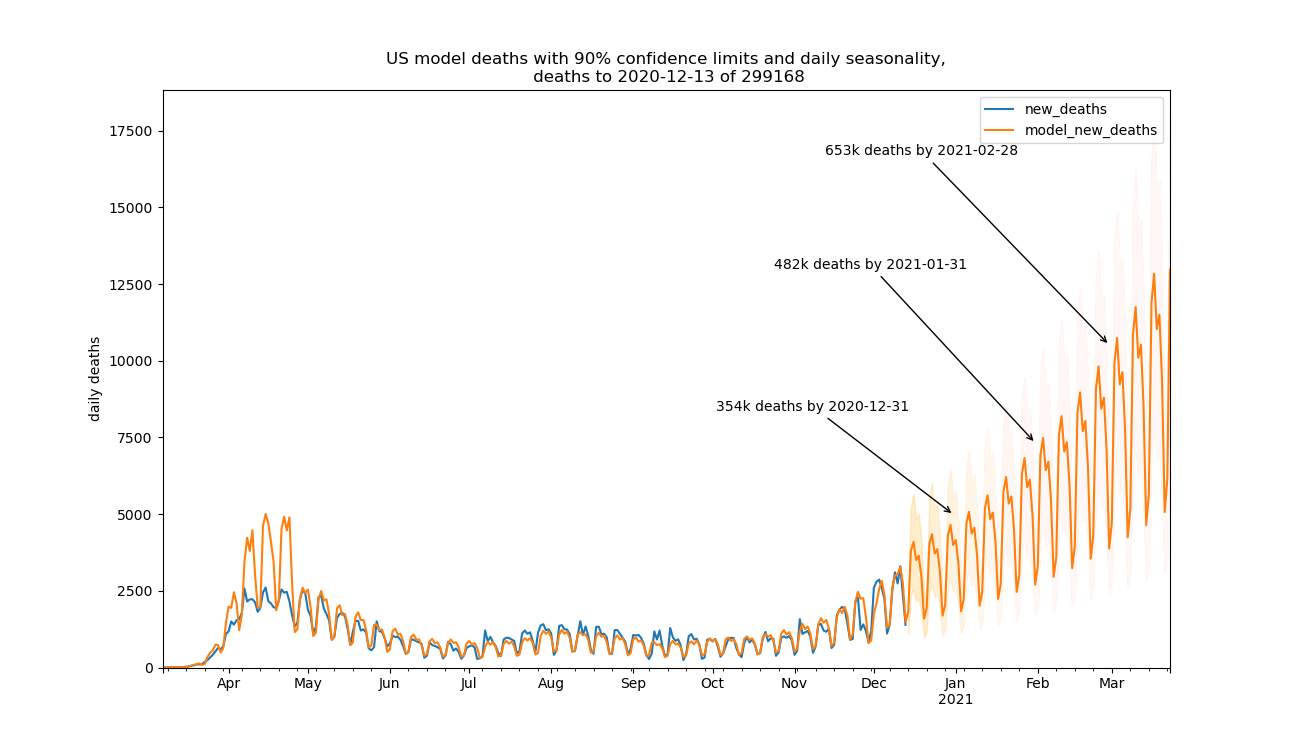 US model deaths with 90% confidence limits and daily seasonality,
deaths to 2020-12-13 of 299168
new_deaths
model_new_deaths
653k deaths by 2021-02-28
482k deaths by 2021-01-31
354k deaths by 2020-12-31
daily deaths
17500
15000
12500
10000
7500
5000
2500
0
Apr May Jun Jul Aug Sep Oct Nov Dec Jan Feb Mar
2021